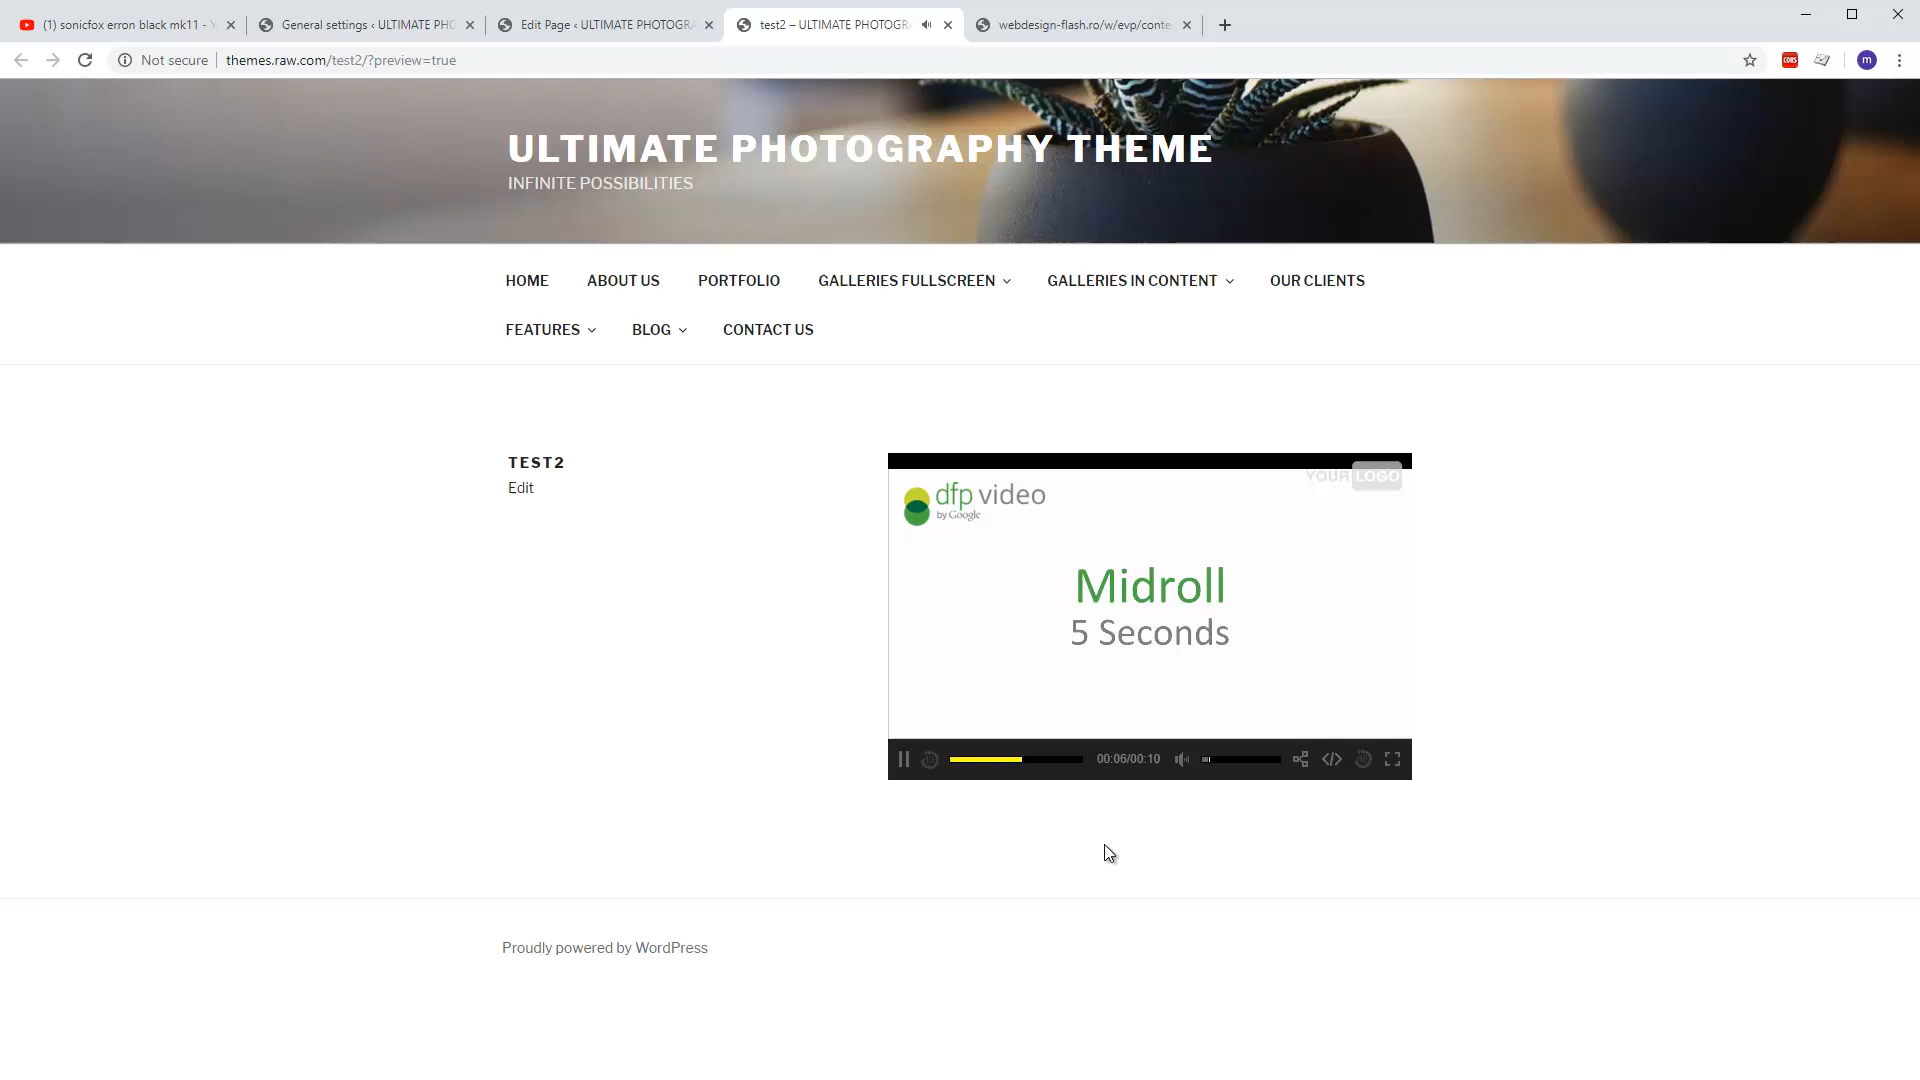 (1) sonicfox erron black mk11 -
General settings ‹ ULTIMATE PHO
Edit Page ‹ ULTIMATE PHOTOGRA
test2 – ULTIMATE PHOTOGRA
webdesign-flash.ro/w/evp/conte
Not secure
themes.raw.com/test2/?preview=true
CORS
m
ULTIMATE PHOTOGRAPHY THEME
INFINITE POSSIBILITIES
HOME ABOUT US PORTFOLIO GALLERIES FULLSCREEN GALLERIES IN CONTENT OUR CLIENTS
FEATURES BLOG CONTACT US
TEST2
Edit
YOUR LOGO
dfp video
by Google
Midroll
5 Seconds
00:06/00:10
Proudly powered by WordPress